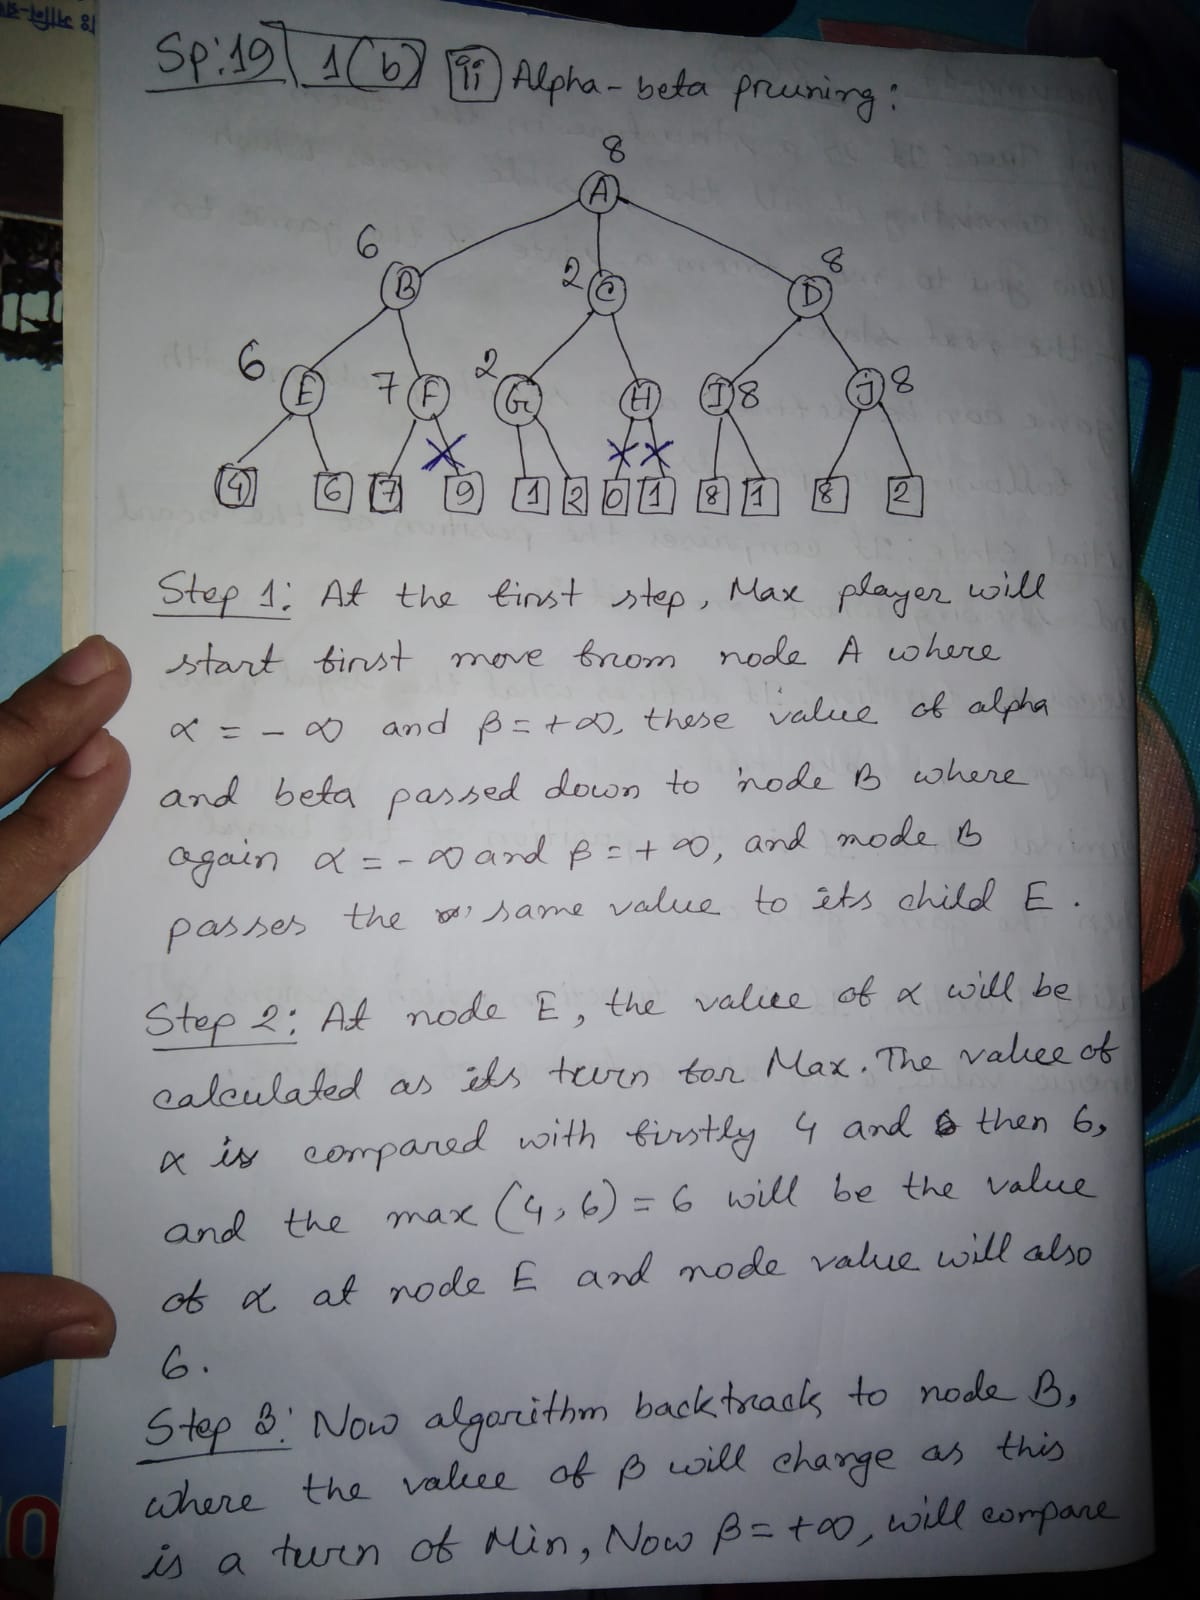 Sp:19 1(b) ii Alpha-beta pruning:
8
A
6 2 8
B C D
6 7 2 8 8
E F G H I J
4 6 7 9 1 2 0 1 8 1 8 2
Step 1: At the first step, Max player will
start first move from node A where
α = - ∞ and β = +∞, these value of alpha
and beta passed down to node B where
again α = - ∞ and β = + ∞, and node B
passes the same value to its child E.
Step 2: At node E, the value of α will be
calculated as its turn for Max. The value of
α is compared with firstly 4 and then 6,
and the max (4,6) = 6 will be the value
of α at node E and node value will also
6.
Step 3: Now algorithm backtrack to node B,
where the value of β will change as this
is a turn of Min, Now β = +∞, will compare